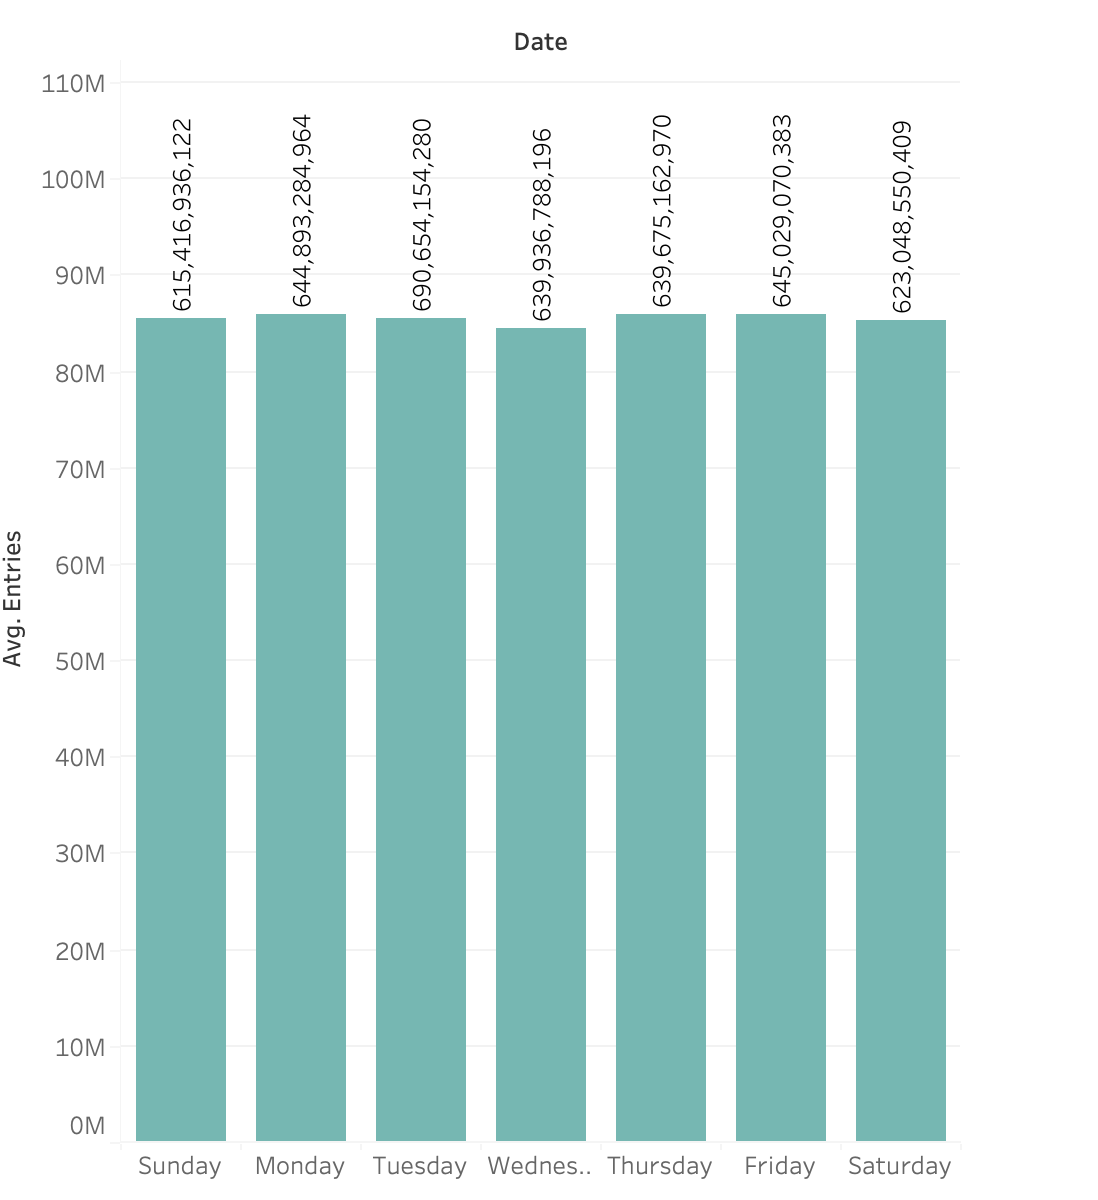 Date
110M
100M
90M
80M
70M
60M
50M
40M
30M
20M
10M
0M
Avg. Entries
615,416,936,122
644,893,284,964
690,654,154,280
639,936,788,196
639,675,162,970
645,029,070,383
623,048,550,409
Sunday
Monday
Tuesday
Wednes..
Thursday
Friday
Saturday